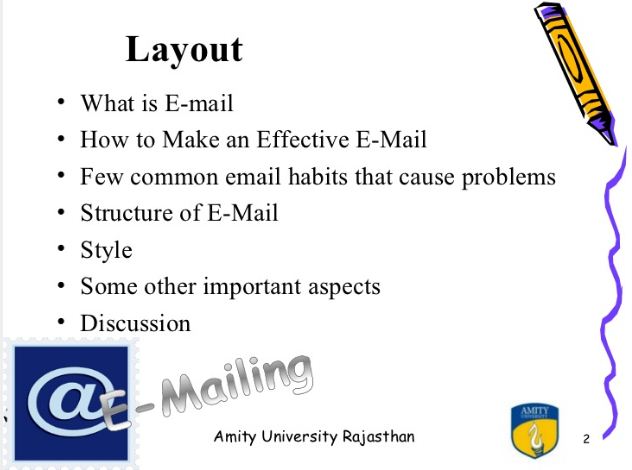 Layout
• What is E-mail
• How to Make an Effective E-Mail
• Few common email habits that cause problems
• Structure of E-Mail
• Style
• Some other important aspects
• Discussion
@
E-Mailing
Amity University Rajasthan
AMITY
UNIVERSITY
2